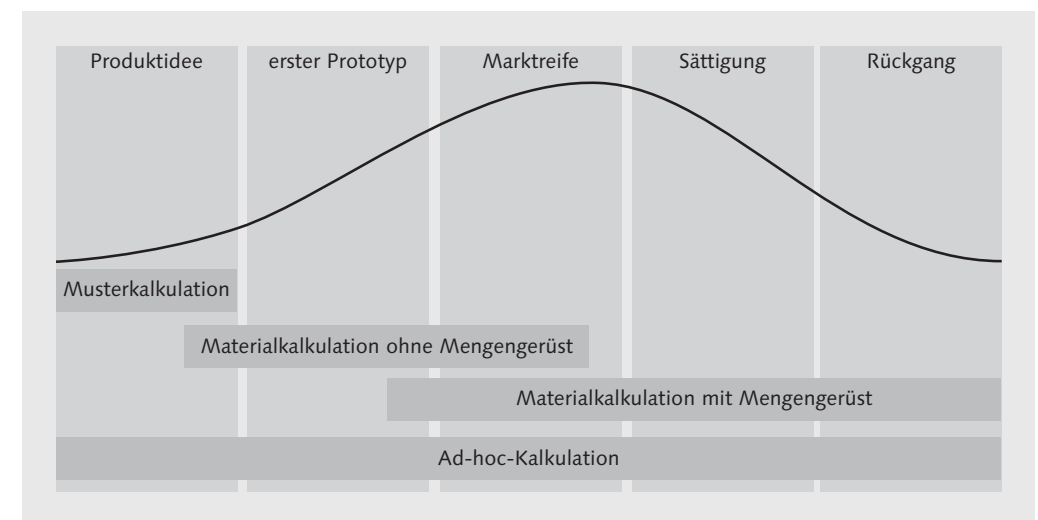 Produktidee
erster Prototyp
Marktreife
Sättigung
Rückgang
Musterkalkulation
Materialkalkulation ohne Mengengerüst
Materialkalkulation mit Mengengerüst
Ad-hoc-Kalkulation